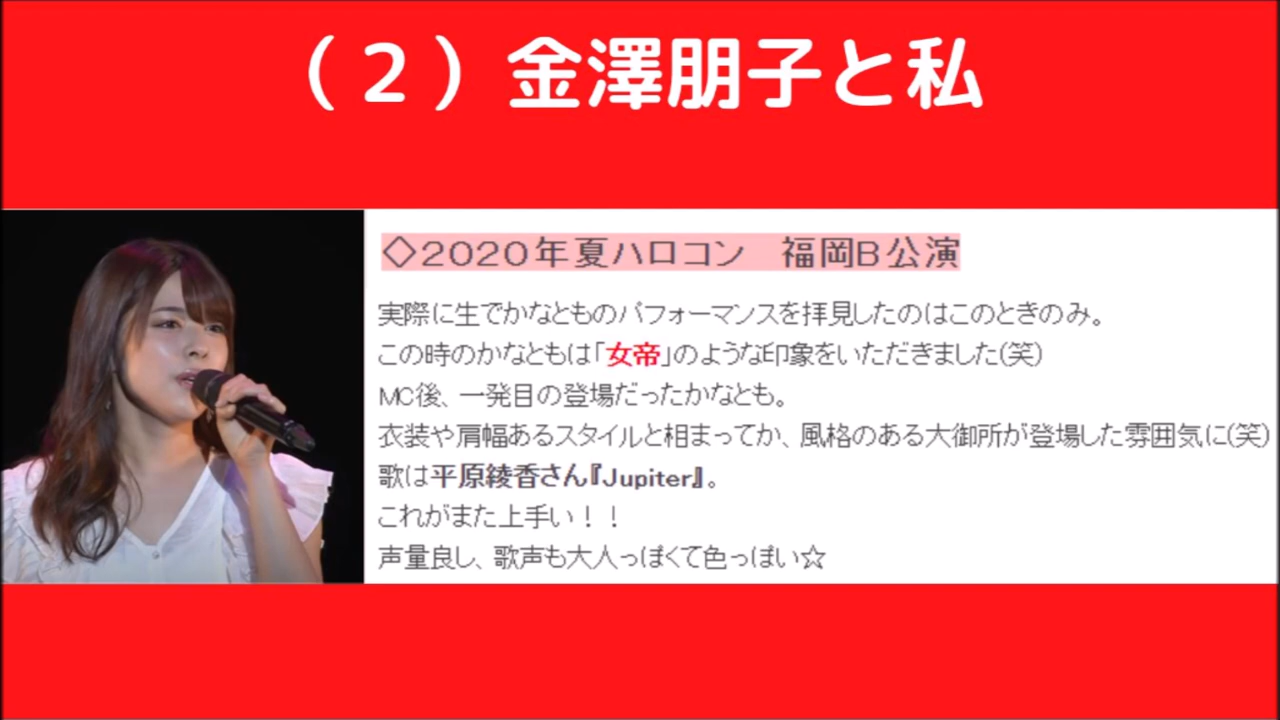 （２）金澤朋子と私
◇2020年夏ハロコン　福岡B公演
実際に生でかなとものパフォーマンスを拝見したのはこのときのみ。
この時のかなともは「女帝」のような印象をいただきました(笑)
MC後、一発目の登場だったかなとも。
衣装や肩幅あるスタイルと相まってか、風格のある大御所が登場した雰囲気に(笑)
歌は平原綾香さん『Jupiter』。
これがまた上手い！！
声量良し、歌声も大人っぽくて色っぽい☆